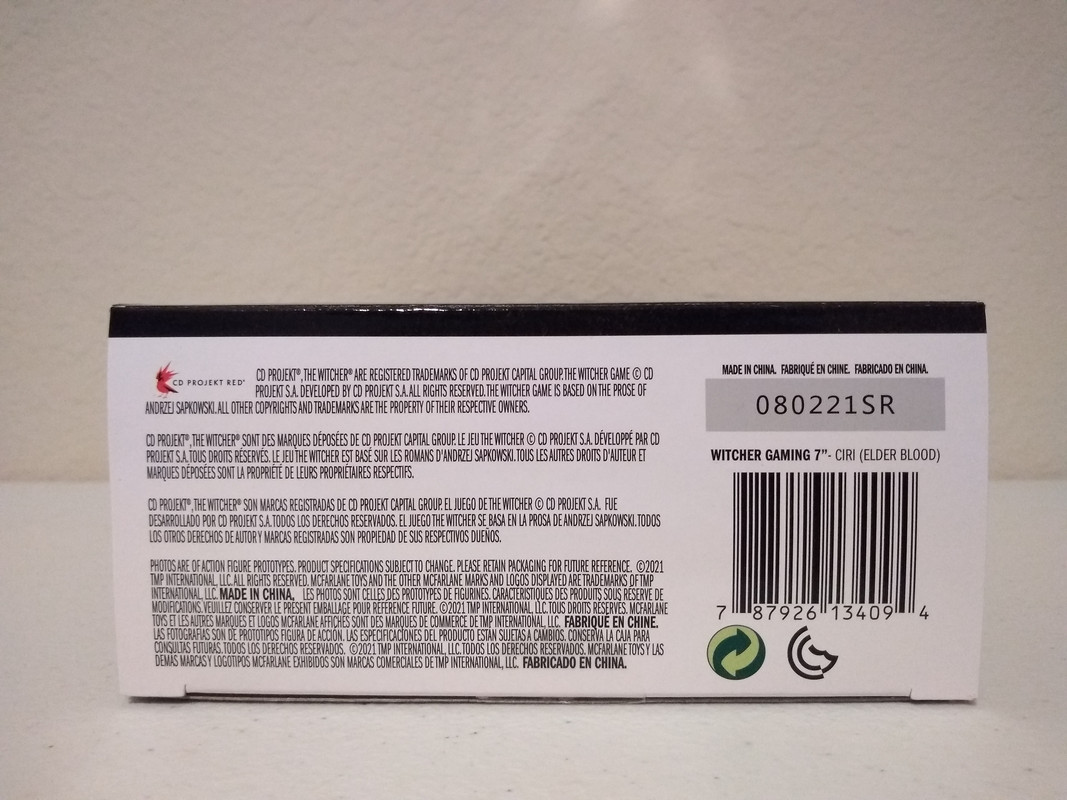 CD PROJEKT RED®
CD PROJEKT®,THE WITCHER® ARE REGISTERED TRADEMARKS OF CD PROJEKT CAPITAL GROUP.THE WITCHER GAME © CD
PROJEKT S.A. DEVELOPED BY CD PROJEKT S.A.ALL RIGHTS RESERVED.THE WITCHER GAME IS BASED ON THE PROSE OF
ANDRZEJ SAPKOWSKI.ALL OTHER COPYRIGHTS AND TRADEMARKS ARE THE PROPERTY OF THEIR RESPECTIVE OWNERS.
CD PROJEKT®,THE WITCHER® SONT DES MARQUES DÉPOSÉES DE CD PROJEKT CAPITAL GROUP. LE JEU THE WITCHER © CD PROJEKT S.A. DÉVELOPPÉ PAR CD
PROJEKT S.A.TOUS DROITS RÉSERVÉS. LE JEU THE WITCHER EST BASÉ SUR LES ROMANS D'ANDRZEJ SAPKOWSKI.TOUS LES AUTRES DROITS D'AUTEUR ET
MARQUES DÉPOSÉES SONT LA PROPRIÉTÉ DE LEURS PROPRIÉTAIRES RESPECTIFS.
CD PROJEKT®,THE WITCHER® SON MARCAS REGISTRADAS DE CD PROJEKT CAPITAL GROUP. EL JUEGO DE THE WITCHER © CD PROJEKT S.A. FUE
DESARROLLADO POR CD PROJEKT S.A.TODOS LOS DERECHOS RESERVADOS. EL JUEGO THE WITCHER SE BASA EN LA PROSA DE ANDRZEJ SAPKOWSKI.TODOS
LOS OTROS DERECHOS DE AUTOR Y MARCAS REGISTRADAS SON PROPIEDAD DE SUS RESPECTIVOS DUEÑOS.
PHOTOS ARE OF ACTION FIGURE PROTOTYPES. PRODUCT SPECIFICATIONS SUBJECT TO CHANGE. PLEASE RETAIN PACKAGING FOR FUTURE REFERENCE. ©2021
TMP INTERNATIONAL, LLC.ALL RIGHTS RESERVED. MCFARLANE TOYS AND THE OTHER MCFARLANE MARKS AND LOGOS DISPLAYED ARE TRADEMARKS OF TMP
INTERNATIONAL, LLC. MADE IN CHINA. LES PHOTOS SONT CELLES DES PROTOTYPES DE FIGURINES. CARACTÉRISTIQUES DES PRODUITS SOUS RÉSERVE DE
MODIFICATIONS. VEUILLEZ CONSERVER LE PRÉSENT EMBALLAGE POUR RÉFÉRENCE FUTURE. ©2021 TMP INTERNATIONAL, LLC.TOUS DROITS RÉSERVÉS. MCFARLANE
TOYS ET LES AUTRES MARQUES ET LOGOS MCFARLANE AFFICHÉS SONT DES MARQUES DE COMMERCE DE TMP INTERNATIONAL, LLC. FABRIQUÉ EN CHINE.
LAS FOTOGRAFÍAS SON DE PROTOTIPOS FIGURA DE ACCIÓN. LAS ESPECIFICACIONES DEL PRODUCTO ESTÁN SUJETAS A CAMBIOS. CONSERVA LA CAJA PARA
CONSULTAS FUTURAS.TODOS LOS DERECHOS RESERVADOS. ©2021 TMP INTERNATIONAL, LLC.TODOS LOS DERECHOS RESERVADOS. MCFARLANE TOYS Y LAS
DEMÁS MARCAS Y LOGOTIPOS MCFARLANE EXHIBIDOS SON MARCAS COMERCIALES DE TMP INTERNATIONAL, LLC. FABRICADO EN CHINA.
MADE IN CHINA. FABRIQUÉ EN CHINE. FABRICADO EN CHINA.
080221SR
WITCHER GAMING 7"- CIRI (ELDER BLOOD)
7 87926 13409 4